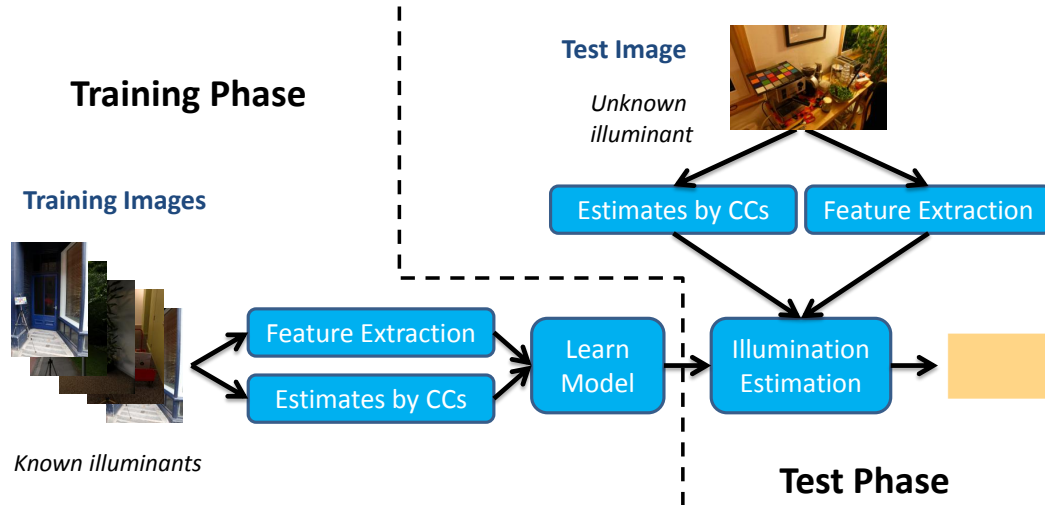 Training Phase
Test Image
Unknown
illuminant
Training Images
Estimates by CCs
Feature Extraction
Feature Extraction
Estimates by CCs
Learn
Model
Illumination
Estimation
Known illuminants
Test Phase